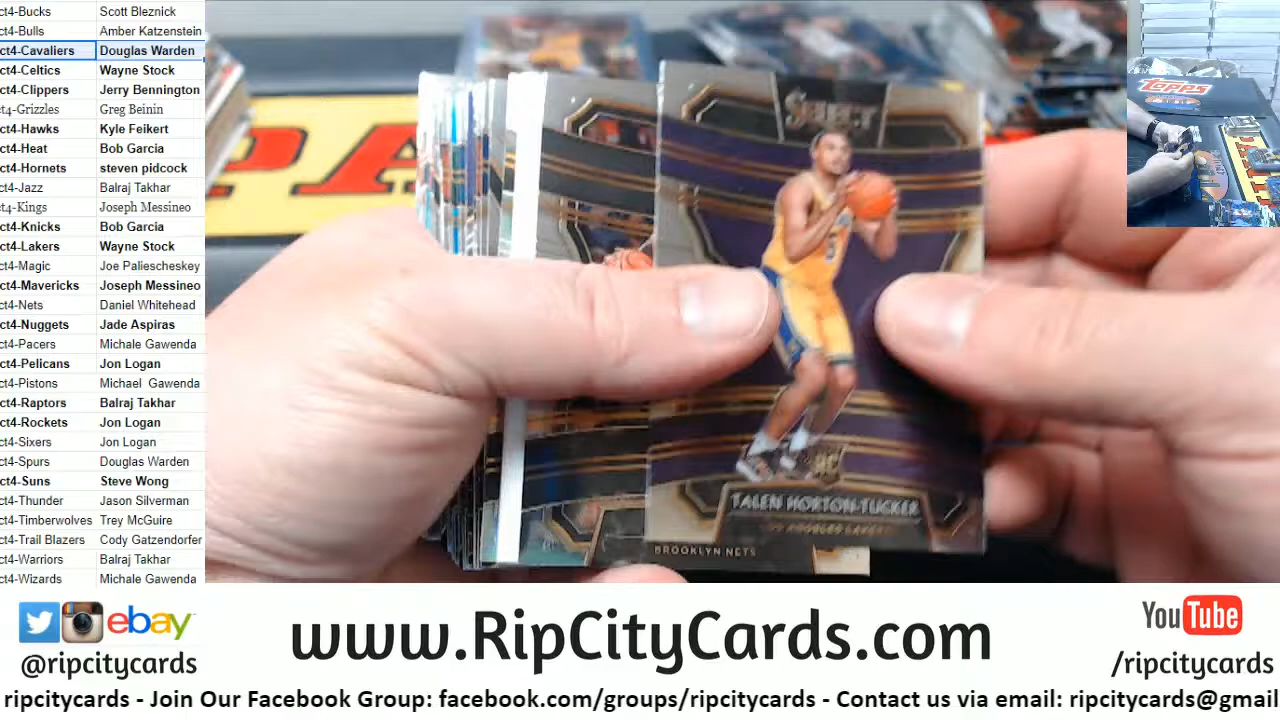 ct4-Bucks Scott Bleznick
ct4-Bulls Amber Katzenstein
ct4-Cavaliers Douglas Warden
ct4-Celtics Wayne Stock
ct4-Clippers Jerry Bennington
ct4-Grizzles Greg Beinin
ct4-Hawks Kyle Feikert
ct4-Heat Bob Garcia
ct4-Hornets steven pidcock
ct4-Jazz Balraj Takhar
ct4-Kings Joseph Messineo
ct4-Knicks Bob Garcia
ct4-Lakers Wayne Stock
ct4-Magic Joe Paliescheskey
ct4-Mavericks Joseph Messineo
ct4-Nets Daniel Whitehead
ct4-Nuggets Jade Aspiras
ct4-Pacers Michale Gawenda
ct4-Pelicans Jon Logan
ct4-Pistons Michael Gawenda
ct4-Raptors Balraj Takhar
ct4-Rockets Jon Logan
ct4-Sixers Jon Logan
ct4-Spurs Douglas Warden
ct4-Suns Steve Wong
ct4-Thunder Jason Silverman
ct4-Timberwolves Trey McGuire
ct4-Trail Blazers Cody Gatzendorfer
ct4-Warriors Balraj Takhar
ct4-Wizards Michale Gawenda
SELECT
RC
TALEN HORTON-TUCKER
LOS ANGELES LAKERS
BROOKLYN NETS
Topps
ebay
@ripcitycards
www.RipCityCards.com
YouTube
/ripcitycards
ripcitycards - Join Our Facebook Group: facebook.com/groups/ripcitycards - Contact us via email: ripcitycards@gmail